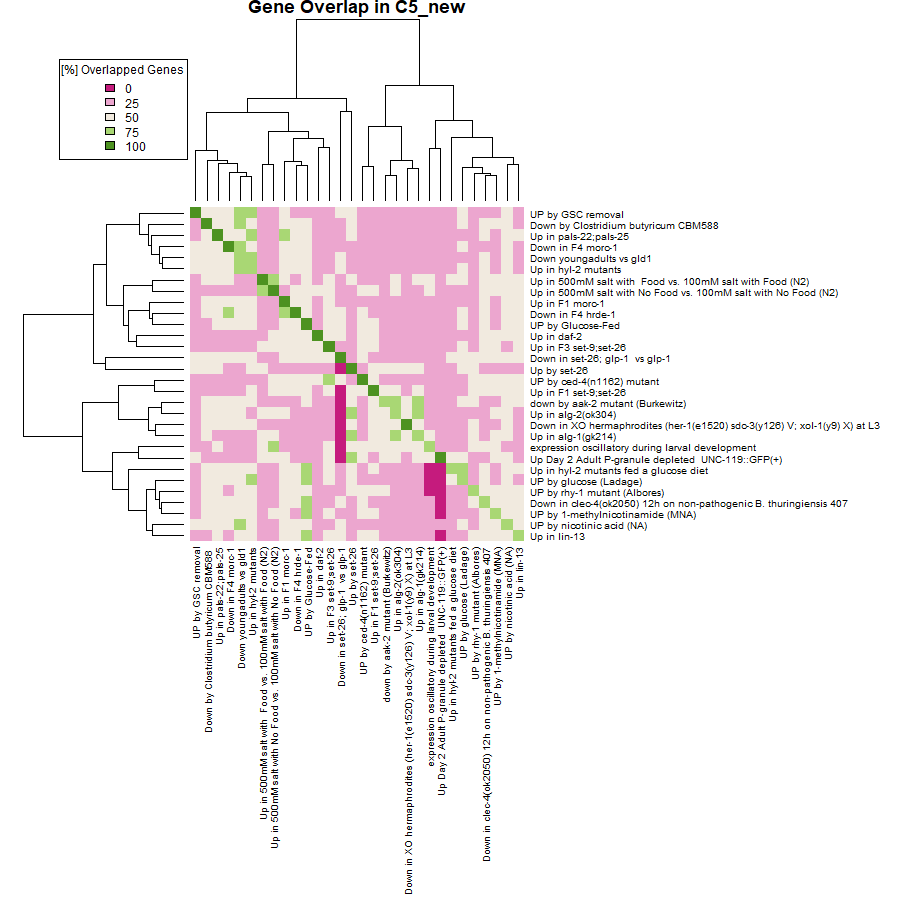 Gene Overlap in C5_new
[%] Overlapped Genes
0
25
50
75
100
UP by GSC removal
Down by Clostridium butyricum CBM588
Up in pals-22;pals-25
Down in F4 morc-1
Down youngadults vs gld1
Up in hyl-2 mutants
Up in 500mM salt with  Food vs. 100mM salt with Food (N2)
Up in 500mM salt with No Food vs. 100mM salt with No Food (N2)
Up in F1 morc-1
Down in F4 hrde-1
UP by Glucose-Fed
Up in daf-2
Up in F3 set-9;set-26
Down in set-26; glp-1  vs glp-1
Up by set-26
UP by ced-4(n1162) mutant
Up in F1 set-9;set-26
down by aak-2 mutant (Burkewitz)
Up in alg-2(ok304)
Down in XO hermaphrodites (her-1(e1520) sdc-3(y126) V; xol-1(y9) X) at L3
Up in alg-1(gk214)
expression oscillatory during larval development
Up Day 2 Adult P-granule depleted  UNC-119::GFP(+)
Up in hyl-2 mutants fed a glucose diet
UP by glucose (Ladage)
UP by rhy-1 mutant (Albores)
Down in clec-4(ok2050) 12h on non-pathogenic B. thuringiensis 407
UP by 1-methylnicotinamide (MNA)
UP by nicotinic acid (NA)
Up in lin-13
UP by GSC removal
Down by Clostridium butyricum CBM588
Up in pals-22;pals-25
Down in F4 morc-1
Down youngadults vs gld1
Up in hyl-2 mutants
Up in 500mM salt with  Food vs. 100mM salt with Food (N2)
Up in 500mM salt with No Food vs. 100mM salt with No Food (N2)
Up in F1 morc-1
Down in F4 hrde-1
UP by Glucose-Fed
Up in daf-2
Up in F3 set-9;set-26
Down in set-26; glp-1  vs glp-1
Up by set-26
UP by ced-4(n1162) mutant
Up in F1 set-9;set-26
down by aak-2 mutant (Burkewitz)
Up in alg-2(ok304)
Down in XO hermaphrodites (her-1(e1520) sdc-3(y126) V; xol-1(y9) X) at L3
Up in alg-1(gk214)
expression oscillatory during larval development
Up Day 2 Adult P-granule depleted  UNC-119::GFP(+)
Up in hyl-2 mutants fed a glucose diet
UP by glucose (Ladage)
UP by rhy-1 mutant (Albores)
Down in clec-4(ok2050) 12h on non-pathogenic B. thuringiensis 407
UP by 1-methylnicotinamide (MNA)
UP by nicotinic acid (NA)
Up in lin-13